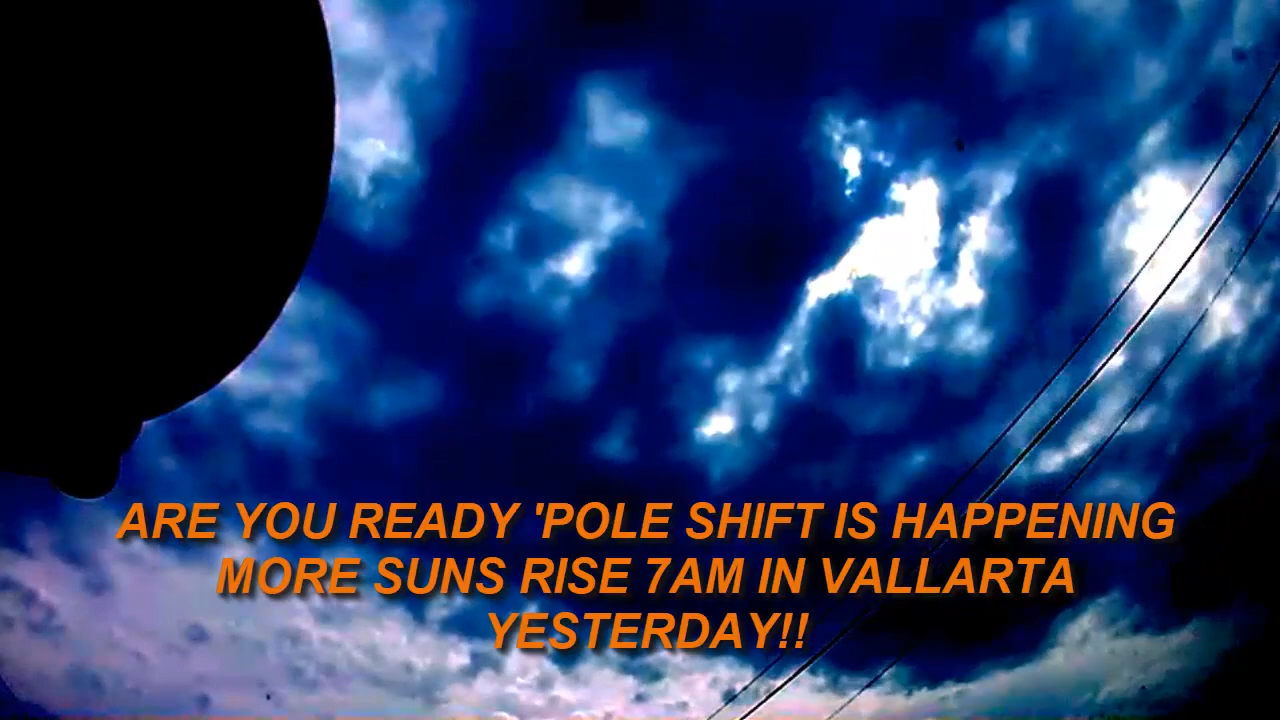 ARE YOU READY 'POLE SHIFT IS HAPPENING
MORE SUNS RISE 7AM IN VALLARTA
YESTERDAY!!